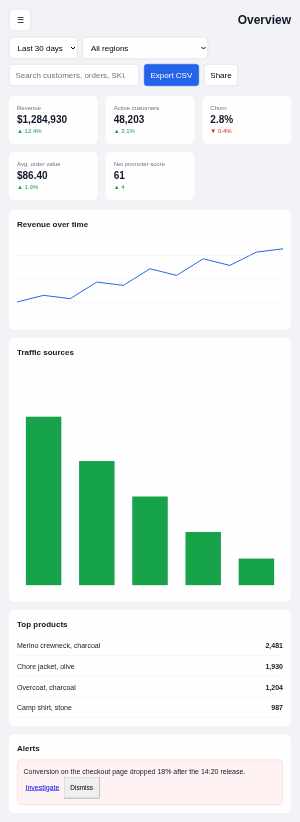 ☰ Overview
Last 30 days All regions
Search customers, orders, SKU Export CSV Share
Revenue Active customers Churn
$1,284,930 48,203 2.8%
▲ 12.4% ▲ 3.1% ▼ 0.4%
Avg. order value Net promoter score
$86.40 61
▲ 1.9% ▲ 4
Revenue over time
Traffic sources
Top products
Merino crewneck, charcoal 2,481
Chore jacket, olive 1,930
Overcoat, charcoal 1,204
Camp shirt, stone 987
Alerts
Conversion on the checkout page dropped 18% after the 14:20 release.
Investigate Dismiss